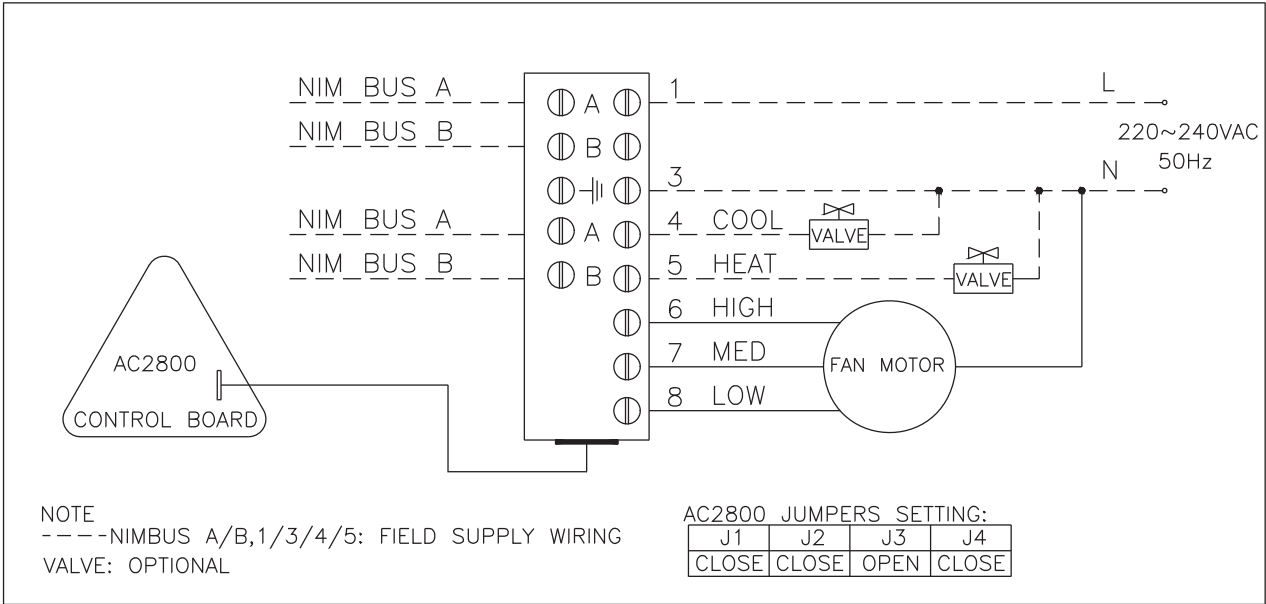 NIM BUS A
A
1
L
NIM BUS B
B
220~240VAC
50Hz
3
N
NIM BUS A
A
4 COOL
VALVE
NIM BUS B
B
5 HEAT
VALVE
6 HIGH
7 MED
FAN MOTOR
8 LOW
AC2800
CONTROL BOARD
NOTE
----NIMBUS A/B,1/3/4/5: FIELD SUPPLY WIRING
VALVE: OPTIONAL
AC2800 JUMPERS SETTING:
J1 J2 J3 J4
CLOSE CLOSE OPEN CLOSE